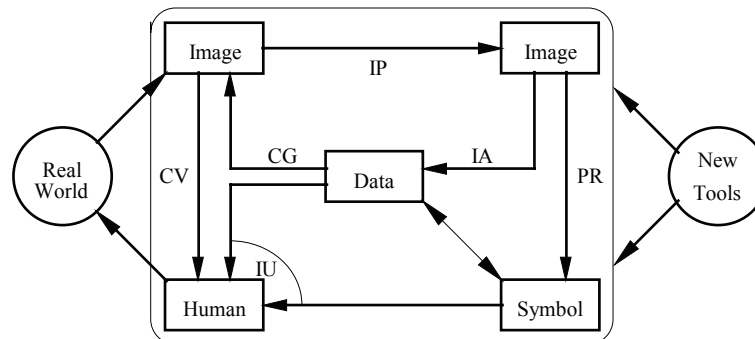 Image
Image
IP
Real
World
CV
CG
Data
IA
PR
New
Tools
IU
Human
Symbol